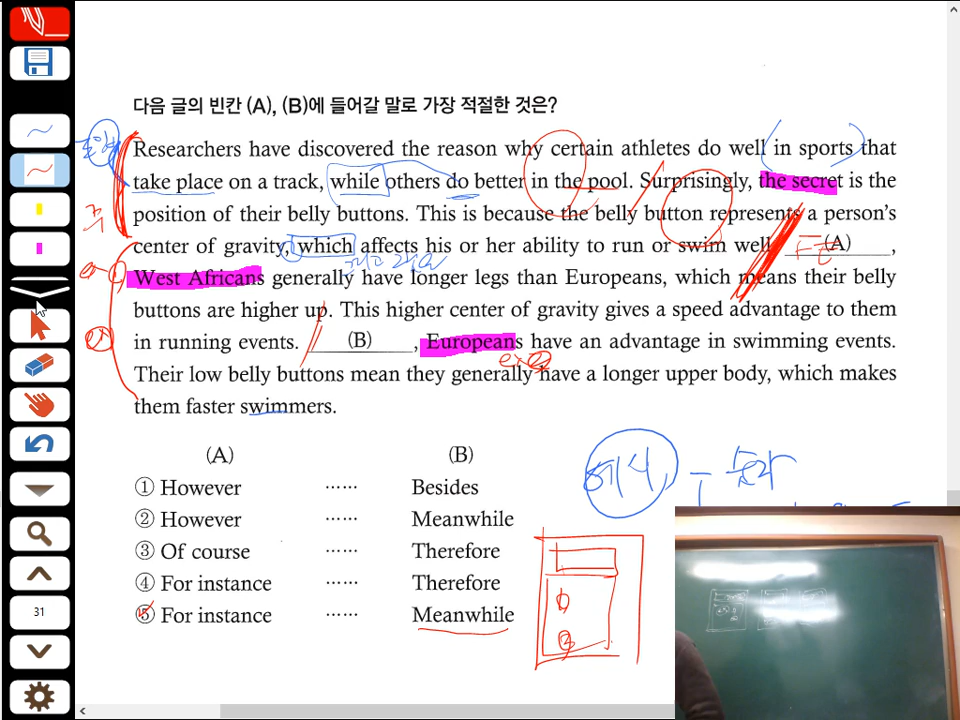 다음 글의 빈칸 (A), (B)에 들어갈 말로 가장 적절한 것은?
Researchers have discovered the reason why certain athletes do well in sports that
take place on a track, while others do better in the pool. Surprisingly, the secret is the
position of their belly buttons. This is because the belly button represents a person's
center of gravity, which affects his or her ability to run or swim well. (A) ,
West Africans generally have longer legs than Europeans, which means their belly
buttons are higher up. This higher center of gravity gives a speed advantage to them
in running events. (B) , Europeans have an advantage in swimming events.
ex
Their low belly buttons mean they generally have a longer upper body, which makes
them faster swimmers.
(A) (B)
① However ······ Besides
② However ······ Meanwhile
③ Of course ······ Therefore
④ For instance ······ Therefore
⑤ For instance ······ Meanwhile
예시
31